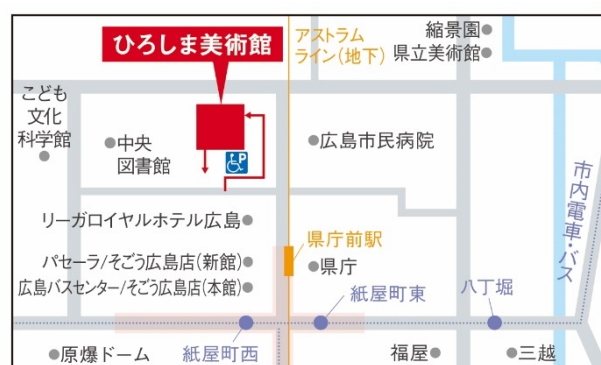 ひろしま美術館
アストラム
ライン(地下)
縮景園
県立美術館
こども
文化
科学館
中央
図書館
P
広島市民病院
市内電車・バス
リーガロイヤルホテル広島
県庁前駅
パセーラ/そごう広島店(新館)
県庁
広島バスセンター/そごう広島店(本館)
紙屋町東
八丁堀
原爆ドーム
紙屋町西
福屋
三越